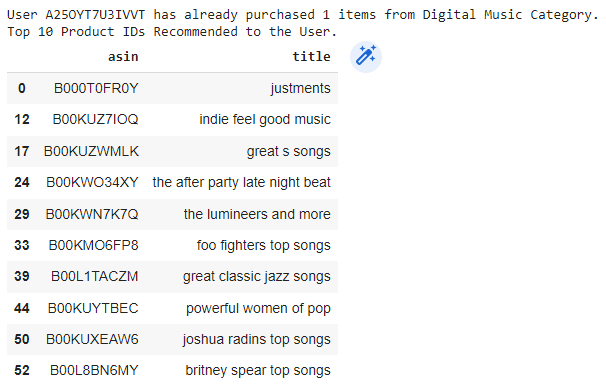 User A25OYT7U3IVVT has already purchased 1 items from Digital Music Category.
Top 10 Product IDs Recommended to the User.
asin title
0 B000T0FR0Y justments
12 B00KUZ7IOQ indie feel good music
17 B00KUZWMLK great s songs
24 B00KWO34XY the after party late night beat
29 B00KWN7K7Q the lumineers and more
33 B00KMO6FP8 foo fighters top songs
39 B00L1TACZM great classic jazz songs
44 B00KUYTBEC powerful women of pop
50 B00KUXEAW6 joshua radins top songs
52 B00L8BN6MY britney spear top songs